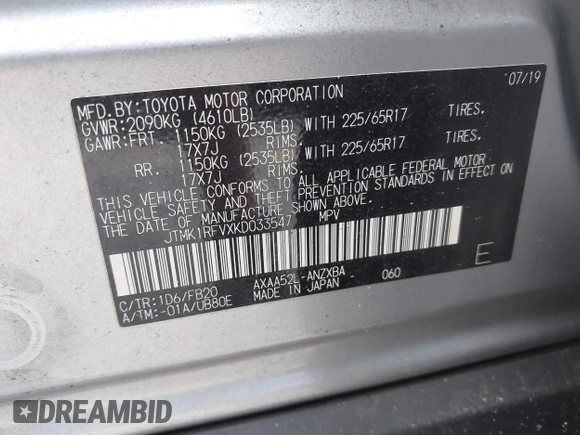 07/19
MFD.BY:TOYOTA MOTOR CORPORATION
GVWR:2090KG (4610LB)
GAWR:FRT. 1150KG (2535LB) WITH 225/65R17 TIRES.
17X7J RIMS.
RR. 1150KG (2535LB) WITH 225/65R17 TIRES.
17X7J RIMS.
THIS VEHICLE CONFORMS TO ALL APPLICABLE FEDERAL MOTOR
VEHICLE SAFETY AND THEFT PREVENTION STANDARDS IN EFFECT ON
THE DATE OF MANUFACTURE SHOWN ABOVE.
JTMK1RFVXKD033547 MPV
C/TR:1D6/FB20 AXAA52L-ANZXBA 060 E
A/TM:-01A/UB80E MADE IN JAPAN
DREAMBID